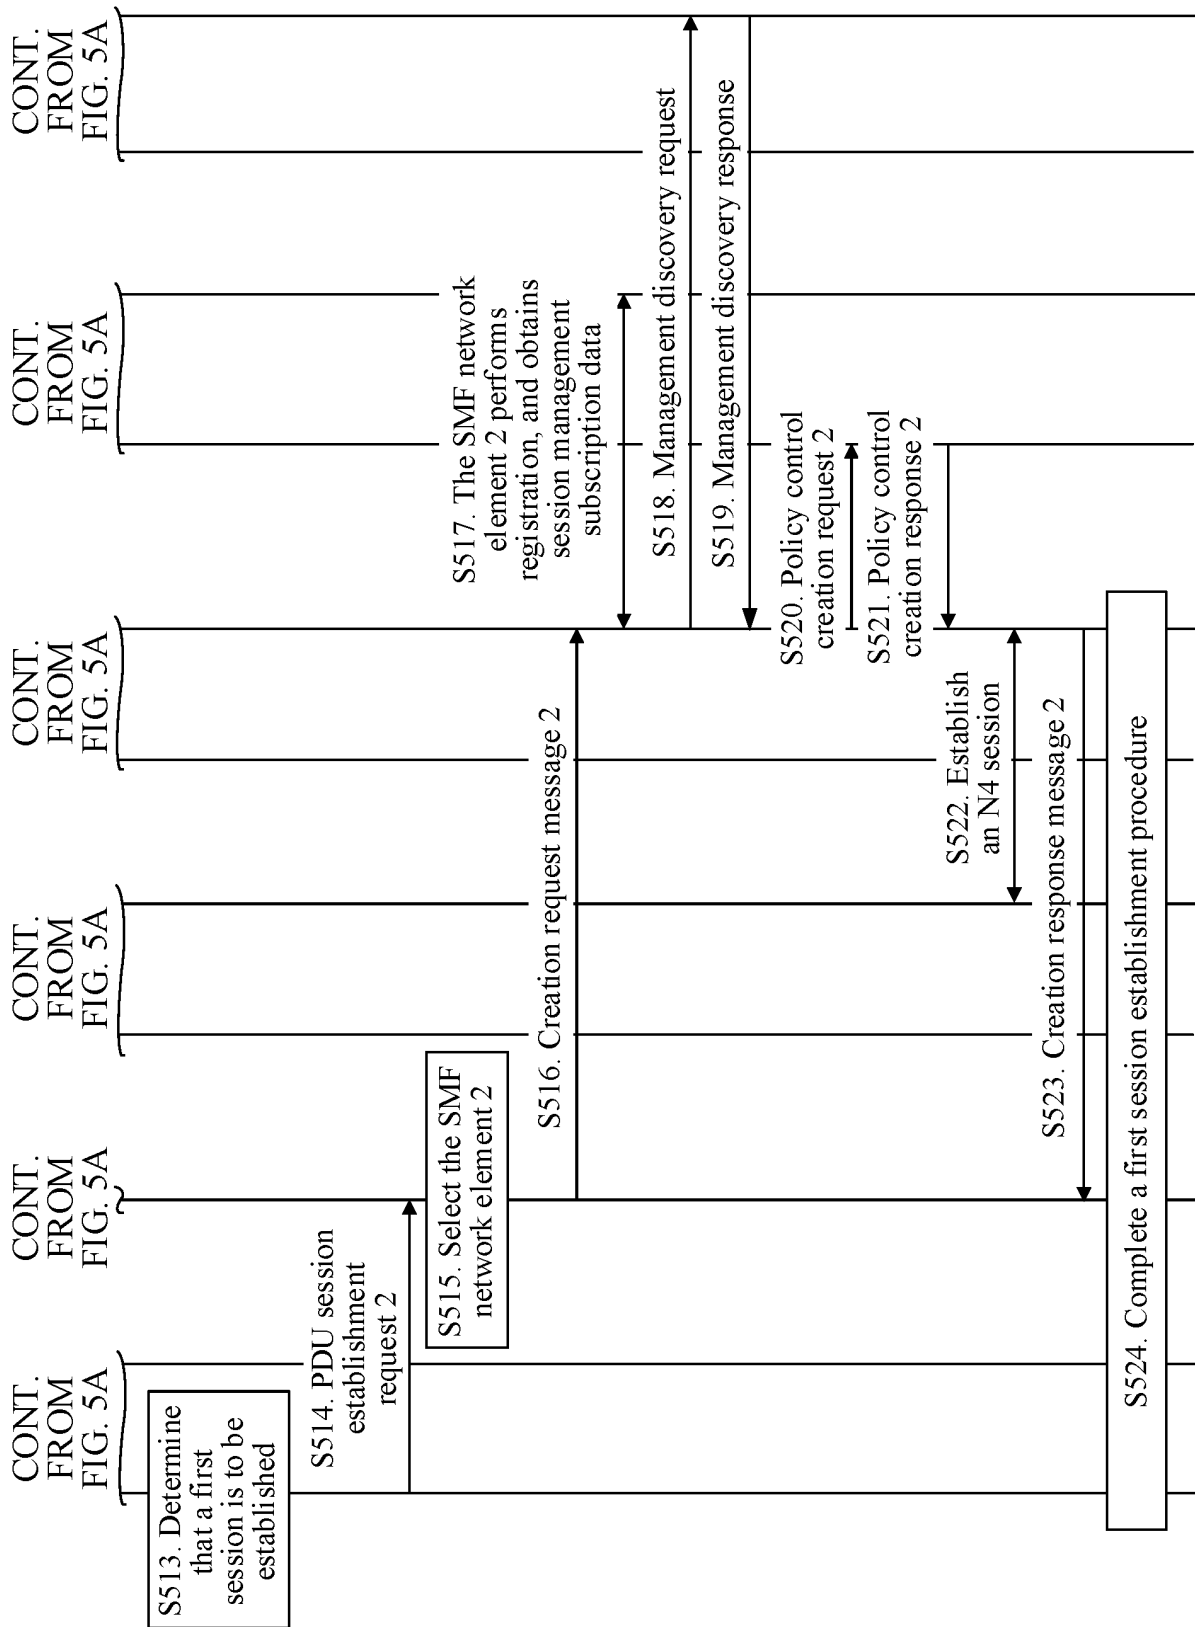 CONT.
FROM
FIG. 5A
CONT.
FROM
FIG. 5A
CONT.
FROM
FIG. 5A
CONT.
FROM
FIG. 5A
CONT.
FROM
FIG. 5A
CONT.
FROM
FIG. 5A
S513. Determine
that a first
session is to be
established
S514. PDU session
establishment
request 2
S515. Select the SMF
network element 2
S516. Creation request message 2
S517. The SMF network
element 2 performs
registration, and obtains
session management
subscription data
S518. Management discovery request
S519. Management discovery response
S520. Policy control
creation request 2
S521. Policy control
creation response 2
S522. Establish
an N4 session
S523. Creation response message 2
S524. Complete a first session establishment procedure